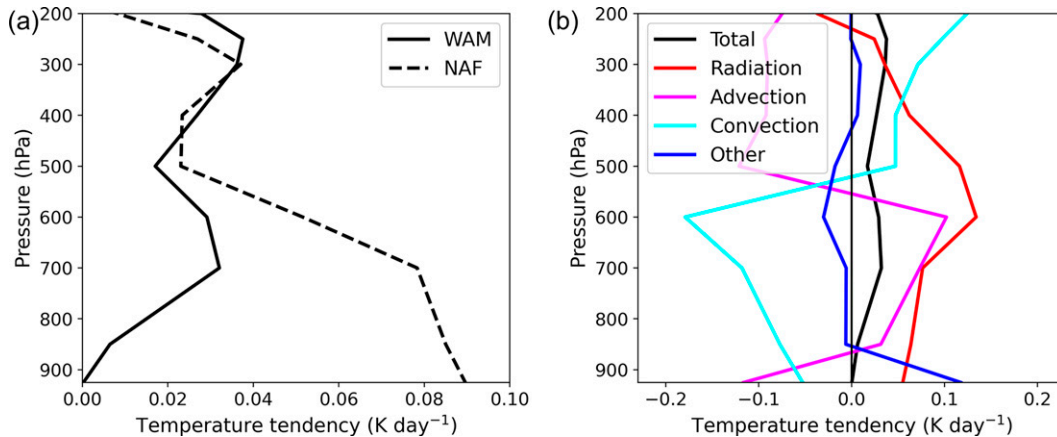 (a)
WAM
NAF
Pressure (hPa)
200
300
400
500
600
700
800
900
0.00 0.02 0.04 0.06 0.08 0.10
Temperature tendency (K day⁻¹)
(b)
Total
Radiation
Advection
Convection
Other
Pressure (hPa)
200
300
400
500
600
700
800
900
−0.2 −0.1 0.0 0.1 0.2
Temperature tendency (K day⁻¹)